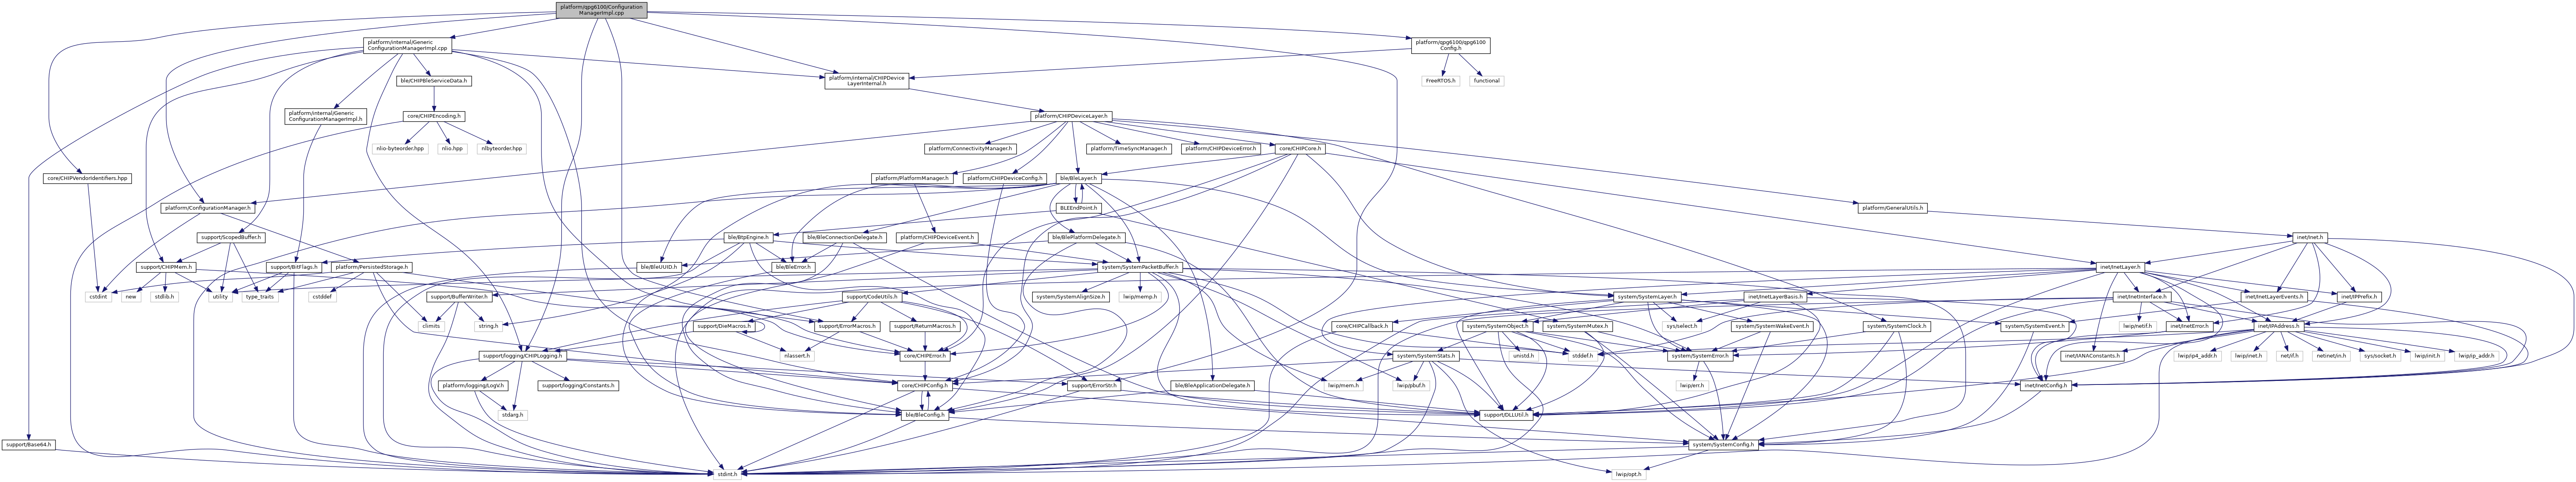 platform/qpg6100/Configuration
ManagerImpl.cpp
platform/internal/Generic
ConfigurationManagerImpl.cpp
platform/qpg6100/qpg6100
Config.h
ble/CHIPBleServiceData.h
platform/internal/CHIPDevice
LayerInternal.h
FreeRTOS.h
functional
platform/internal/Generic
ConfigurationManagerImpl.h
core/CHIPEncoding.h
platform/CHIPDeviceLayer.h
nlio-byteorder.hpp
nlio.hpp
nlbyteorder.hpp
platform/ConnectivityManager.h
platform/TimeSyncManager.h
platform/CHIPDeviceError.h
core/CHIPCore.h
core/CHIPVendorIdentifiers.hpp
platform/PlatformManager.h
platform/CHIPDeviceConfig.h
ble/BleLayer.h
platform/ConfigurationManager.h
BLEEndPoint.h
platform/GeneralUtils.h
support/ScopedBuffer.h
ble/BtpEngine.h
ble/BleConnectionDelegate.h
platform/CHIPDeviceEvent.h
ble/BlePlatformDelegate.h
inet/Inet.h
support/CHIPMem.h
support/BitFlags.h
platform/PersistedStorage.h
ble/BleUUID.h
ble/BleError.h
system/SystemPacketBuffer.h
inet/InetLayer.h
cstdint
new
stdlib.h
utility
type_traits
cstddef
climits
support/BufferWriter.h
string.h
support/CodeUtils.h
system/SystemAlignSize.h
lwip/memp.h
system/SystemLayer.h
inet/InetLayerBasis.h
inet/InetInterface.h
inet/InetLayerEvents.h
inet/IPPrefix.h
support/DieMacros.h
support/ErrorMacros.h
support/ReturnMacros.h
core/CHIPCallback.h
system/SystemObject.h
system/SystemMutex.h
sys/select.h
system/SystemWakeEvent.h
system/SystemClock.h
system/SystemEvent.h
lwip/netif.h
inet/InetError.h
inet/IPAddress.h
support/logging/CHIPLogging.h
nlassert.h
core/CHIPError.h
system/SystemStats.h
unistd.h
stddef.h
system/SystemError.h
inet/IANAConstants.h
lwip/ip4_addr.h
lwip/inet.h
net/if.h
netinet/in.h
sys/socket.h
lwip/init.h
lwip/ip_addr.h
platform/logging/LogV.h
support/logging/Constants.h
core/CHIPConfig.h
support/ErrorStr.h
ble/BleApplicationDelegate.h
lwip/mem.h
lwip/pbuf.h
lwip/err.h
inet/InetConfig.h
stdarg.h
ble/BleConfig.h
support/DLLUtil.h
support/Base64.h
system/SystemConfig.h
stdint.h
lwip/opt.h